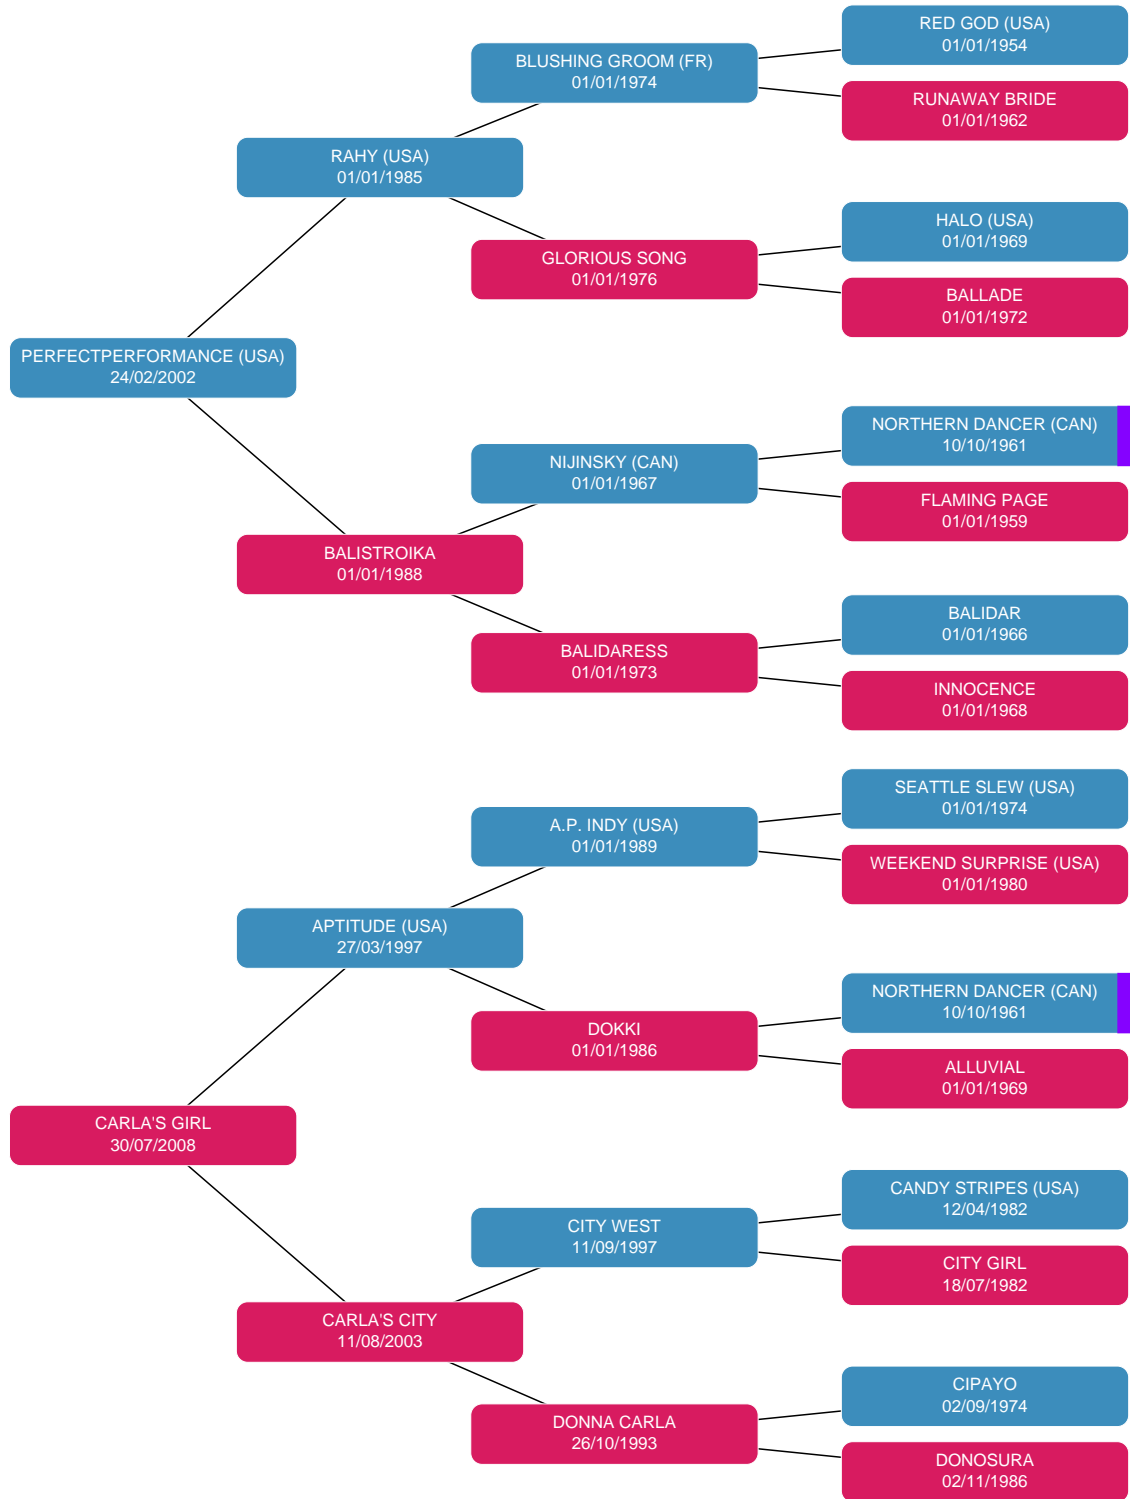 RED GOD (USA)
01/01/1954
BLUSHING GROOM (FR)
01/01/1974
RUNAWAY BRIDE
01/01/1962
RAHY (USA)
01/01/1985
HALO (USA)
01/01/1969
GLORIOUS SONG
01/01/1976
BALLADE
01/01/1972
PERFECTPERFORMANCE (USA)
24/02/2002
NORTHERN DANCER (CAN)
10/10/1961
NIJINSKY (CAN)
01/01/1967
FLAMING PAGE
01/01/1959
BALISTROIKA
01/01/1988
BALIDAR
01/01/1966
BALIDARESS
01/01/1973
INNOCENCE
01/01/1968
SEATTLE SLEW (USA)
01/01/1974
A.P. INDY (USA)
01/01/1989
WEEKEND SURPRISE (USA)
01/01/1980
APTITUDE (USA)
27/03/1997
NORTHERN DANCER (CAN)
10/10/1961
DOKKI
01/01/1986
ALLUVIAL
01/01/1969
CARLA'S GIRL
30/07/2008
CANDY STRIPES (USA)
12/04/1982
CITY WEST
11/09/1997
CITY GIRL
18/07/1982
CARLA'S CITY
11/08/2003
CIPAYO
02/09/1974
DONNA CARLA
26/10/1993
DONOSURA
02/11/1986